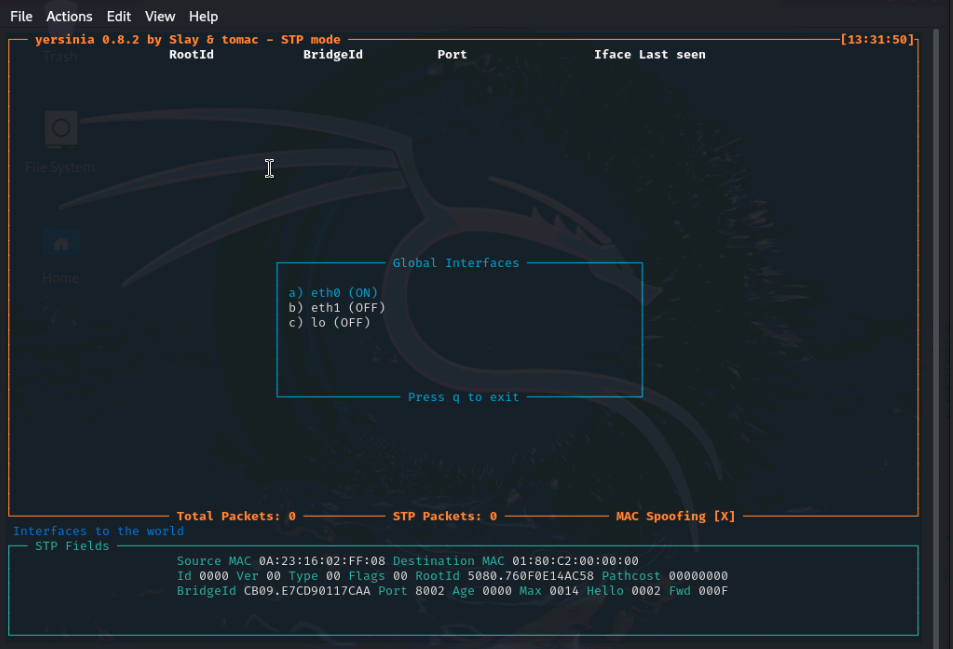 File Actions Edit View Help
yersinia 0.8.2 by Slay & tomac - STP mode [13:31:50]
Trash
RootId BridgeId Port Iface Last seen
File System
Home
Global Interfaces
a) eth0 (ON)
b) eth1 (OFF)
c) lo (OFF)
Press q to exit
Total Packets: 0 STP Packets: 0 MAC Spoofing [X]
Interfaces to the world
STP Fields
Source MAC 0A:23:16:02:FF:08 Destination MAC 01:80:C2:00:00:00
Id 0000 Ver 00 Type 00 Flags 00 RootId 5080.760F0E14AC58 Pathcost 00000000
BridgeId CB09.E7CD90117CAA Port 8002 Age 0000 Max 0014 Hello 0002 Fwd 000F